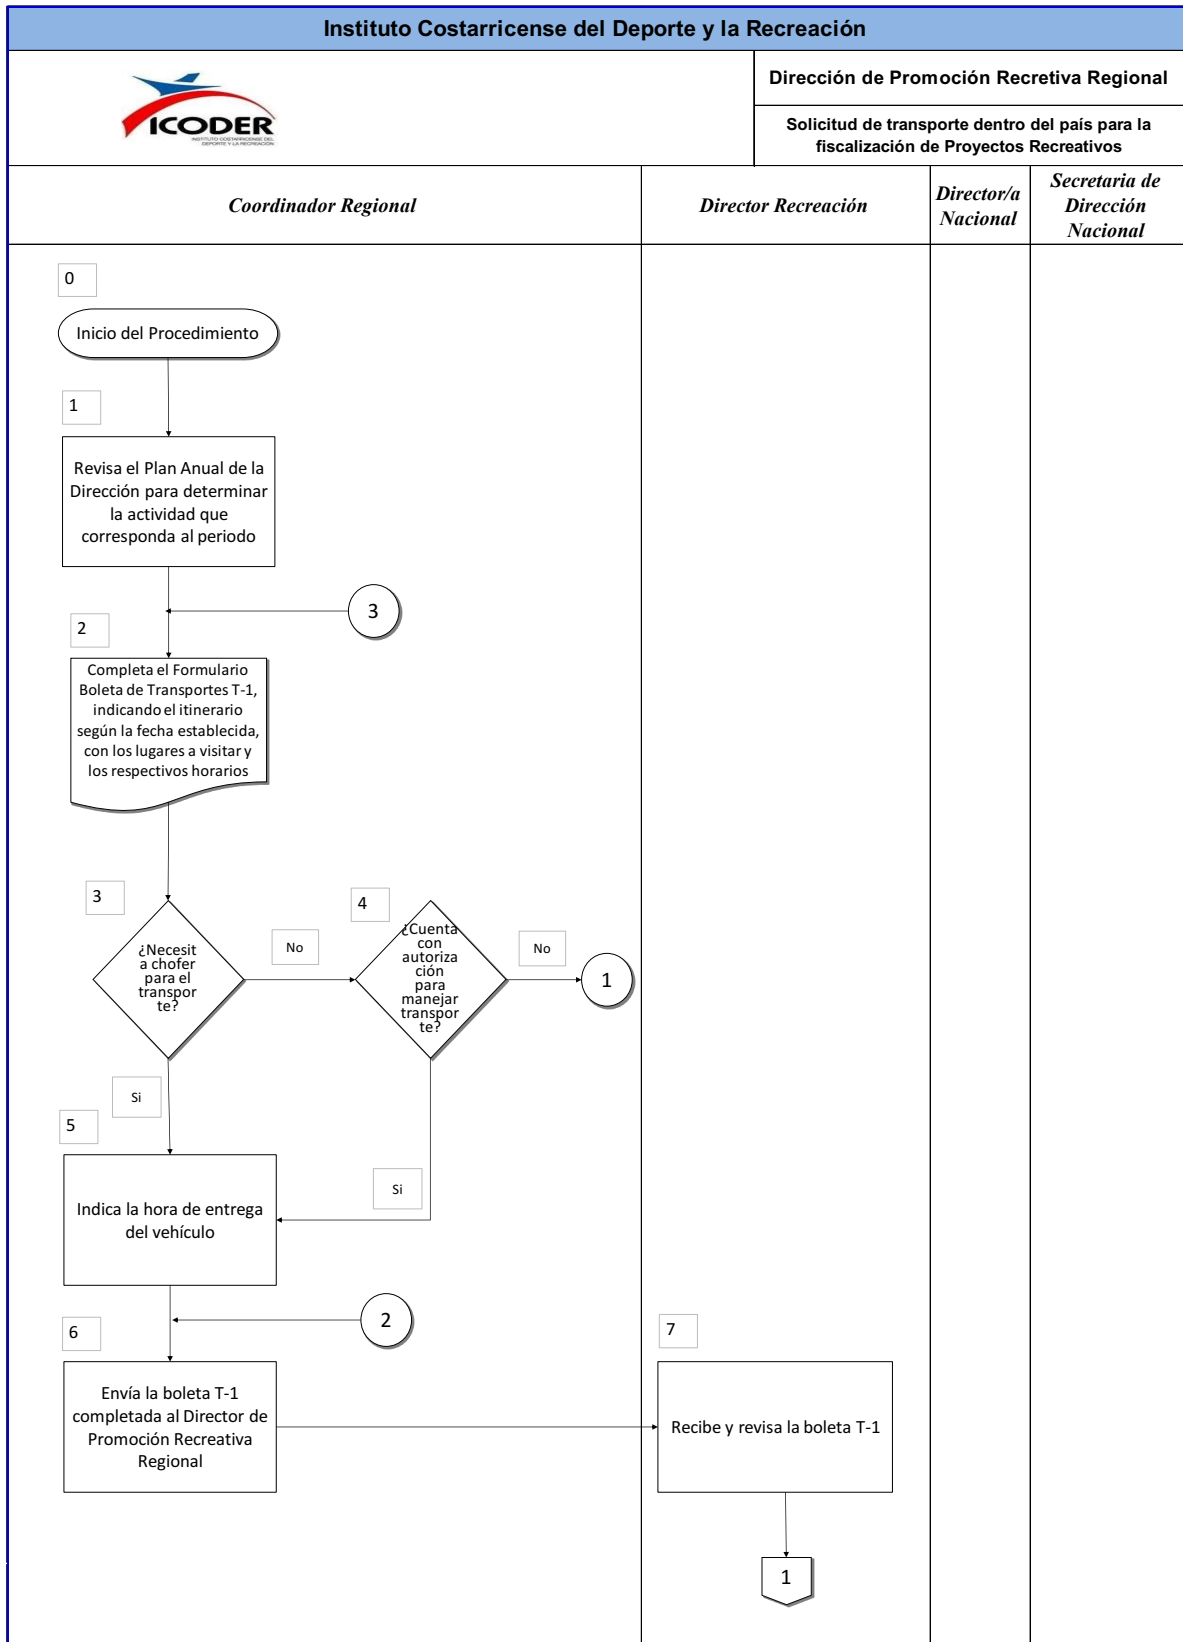 Instituto Costarricense del Deporte y la Recreación
ICODER
INSTITUTO COSTARRICENSE DEL
DEPORTE Y LA RECREACIÓN
Dirección de Promoción Recretiva Regional
Solicitud de transporte dentro del país para la
fiscalización de Proyectos Recreativos
Coordinador Regional
Director Recreación
Director/a
Nacional
Secretaria de
Dirección
Nacional
0
Inicio del Procedimiento
1
Revisa el Plan Anual de la
Dirección para determinar
la actividad que
corresponda al periodo
3
2
Completa el Formulario
Boleta de Transportes T-1,
indicando el itinerario
según la fecha establecida,
con los lugares a visitar y
los respectivos horarios
3
¿Necesit
a chofer
para el
transpor
te?
No
4
¿Cuenta
con
autoriza
ción
para
manejar
transpor
te?
No
1
Si
5
Indica la hora de entrega
del vehículo
Si
2
6
Envía la boleta T-1
completada al Director de
Promoción Recreativa
Regional
7
Recibe y revisa la boleta T-1
1